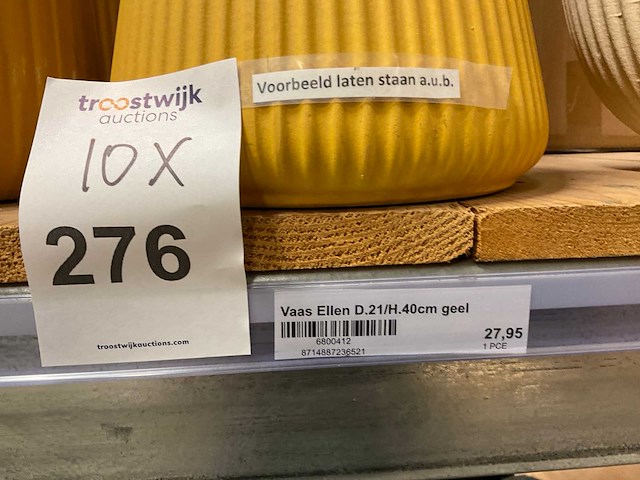 troostwijk
auctions
10 X
276
troostwijkauctions.com
Voorbeeld laten staan a.u.b.
Vaas Ellen D.21/H.40cm geel
6800412
8714887236521
27,95
1 PCE